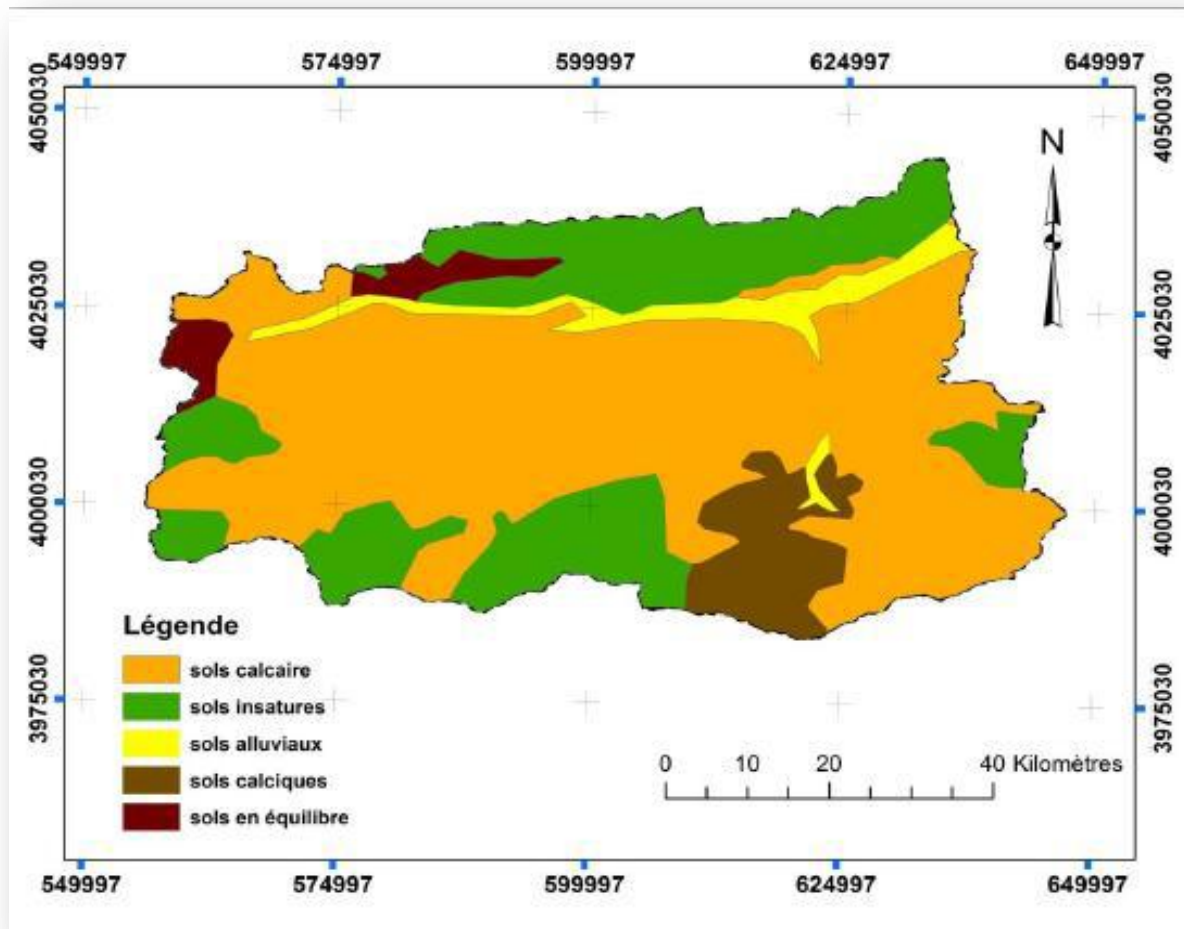 549997 574997 599997 624997 649997
4050030 4050030
N
4025030 4025030
4000030 4000030
Légende
sols calcaire
sols insatures
3975030 3975030
sols alluviaux
sols calciques
0 10 20 40 Kilomètres
sols en équilibre
549997 574997 599997 624997 649997